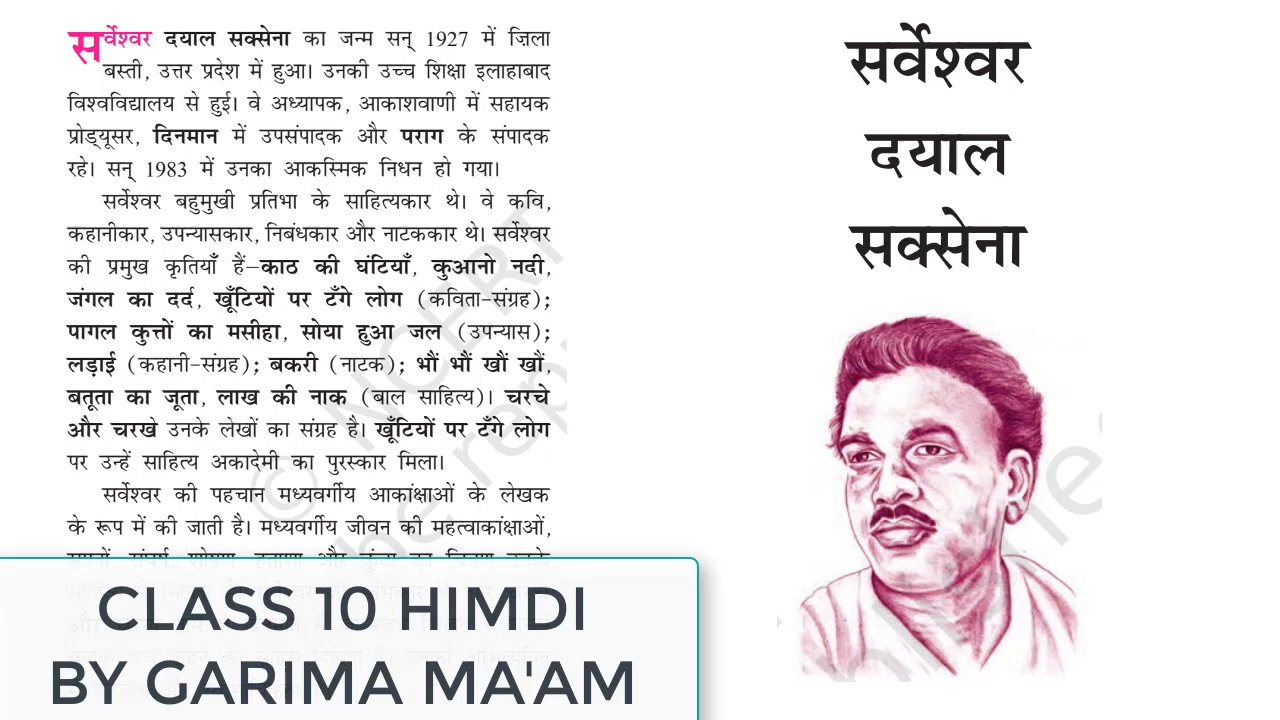 सर्वेश्वर दयाल सक्सेना का जन्म सन् 1927 में ज़िला
बस्ती, उत्तर प्रदेश में हुआ। उनकी उच्च शिक्षा इलाहाबाद
विश्वविद्यालय से हुई। वे अध्यापक, आकाशवाणी में सहायक
प्रोड्यूसर, दिनमान में उपसंपादक और पराग के संपादक
रहे। सन् 1983 में उनका आकस्मिक निधन हो गया।
सर्वेश्वर बहुमुखी प्रतिभा के साहित्यकार थे। वे कवि,
कहानीकार, उपन्यासकार, निबंधकार और नाटककार थे। सर्वेश्वर
की प्रमुख कृतियाँ हैं–काठ की घंटियाँ, कुआनो नदी,
जंगल का दर्द, खूँटियों पर टँगे लोग (कविता-संग्रह);
पागल कुत्तों का मसीहा, सोया हुआ जल (उपन्यास);
लड़ाई (कहानी-संग्रह); बकरी (नाटक); भौं भौं खौं खौं,
बतूता का जूता, लाख की नाक (बाल साहित्य)। चरचे
और चरखे उनके लेखों का संग्रह है। खूँटियों पर टँगे लोग
पर उन्हें साहित्य अकादेमी का पुरस्कार मिला।
सर्वेश्वर की पहचान मध्यवर्गीय आकांक्षाओं के लेखक
के रूप में की जाती है। मध्यवर्गीय जीवन की महत्वाकांक्षाओं,
CLASS 10 HIMDI
BY GARIMA MA'AM
सर्वेश्वर
दयाल
सक्सेना
© NCERT